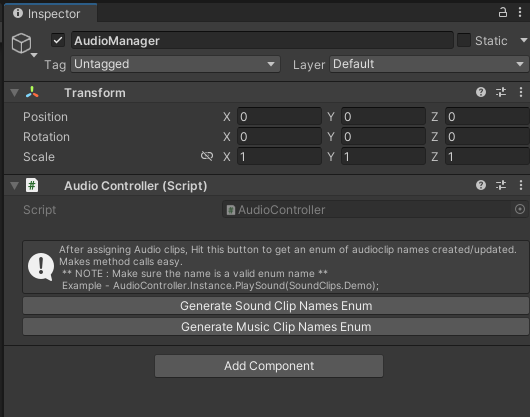 Inspector
AudioManager Static
Tag Untagged Layer Default
Transform
Position X 0 Y 0 Z 0
Rotation X 0 Y 0 Z 0
Scale X 1 Y 1 Z 1
# Audio Controller (Script)
Script # AudioController
After assigning Audio clips, Hit this button to get an enum of audioclip names created/updated.
Makes method calls easy.
** NOTE : Make sure the name is a valid enum name **
Example - AudioController.Instance.PlaySound(SoundClips.Demo);
Generate Sound Clip Names Enum
Generate Music Clip Names Enum
Add Component